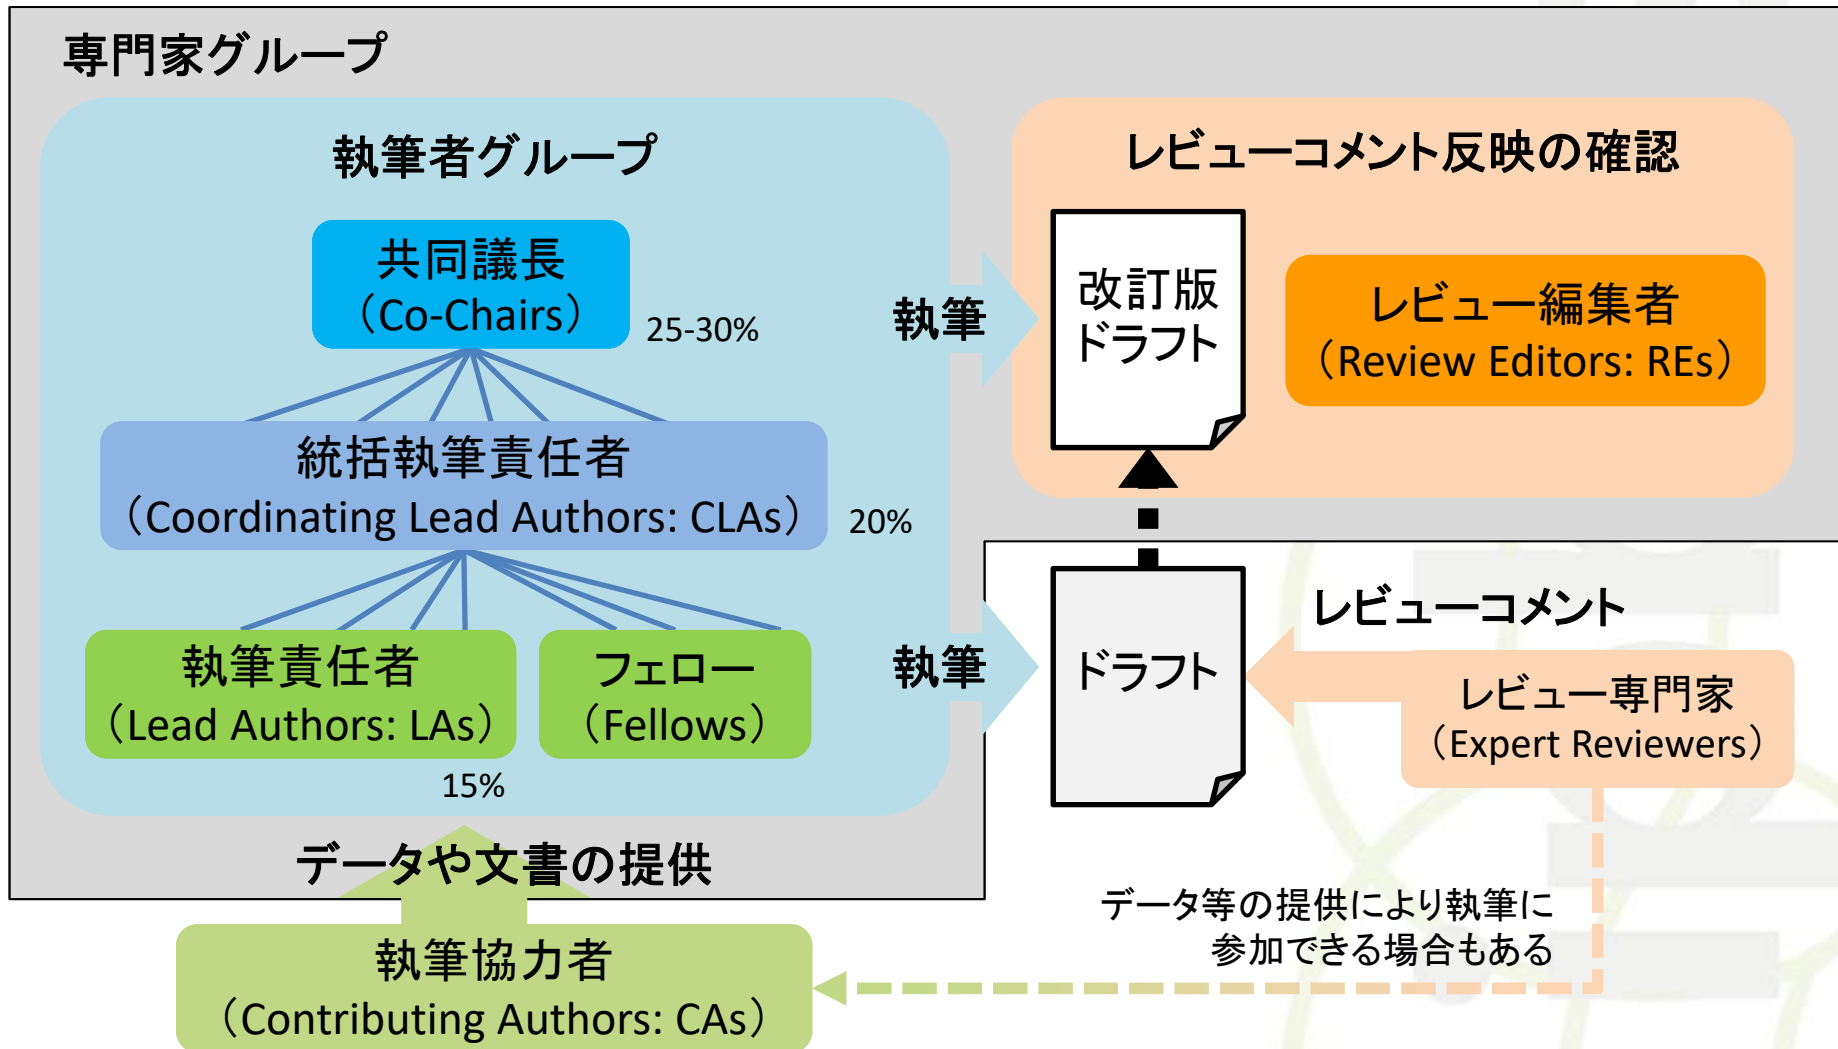 専門家グループ
執筆者グループ
共同議長
（Co-Chairs）
25-30%
統括執筆責任者
（Coordinating Lead Authors: CLAs）
20%
執筆責任者
（Lead Authors: LAs）
15%
フェロー
（Fellows）
執筆
執筆
レビューコメント反映の確認
改訂版
ドラフト
レビュー編集者
（Review Editors: REs）
ドラフト
レビューコメント
レビュー専門家
（Expert Reviewers）
データや文書の提供
執筆協力者
（Contributing Authors: CAs）
データ等の提供により執筆に
参加できる場合もある